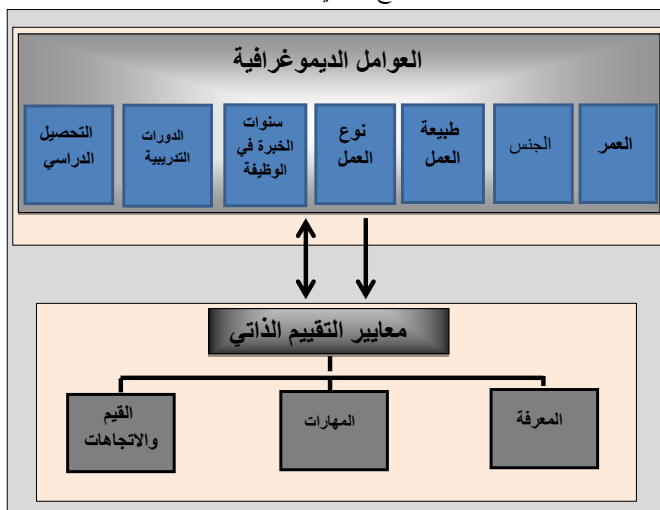 العوامل الديموغرافية
العمر
الجنس
طبيعة
العمل
نوع
العمل
سنوات
الخبرة في
الوظيفة
الدورات
التدريبية
التحصيل
الدراسي
معايير التقييم الذاتي
المعرفة
المهارات
القيم
والاتجاهات